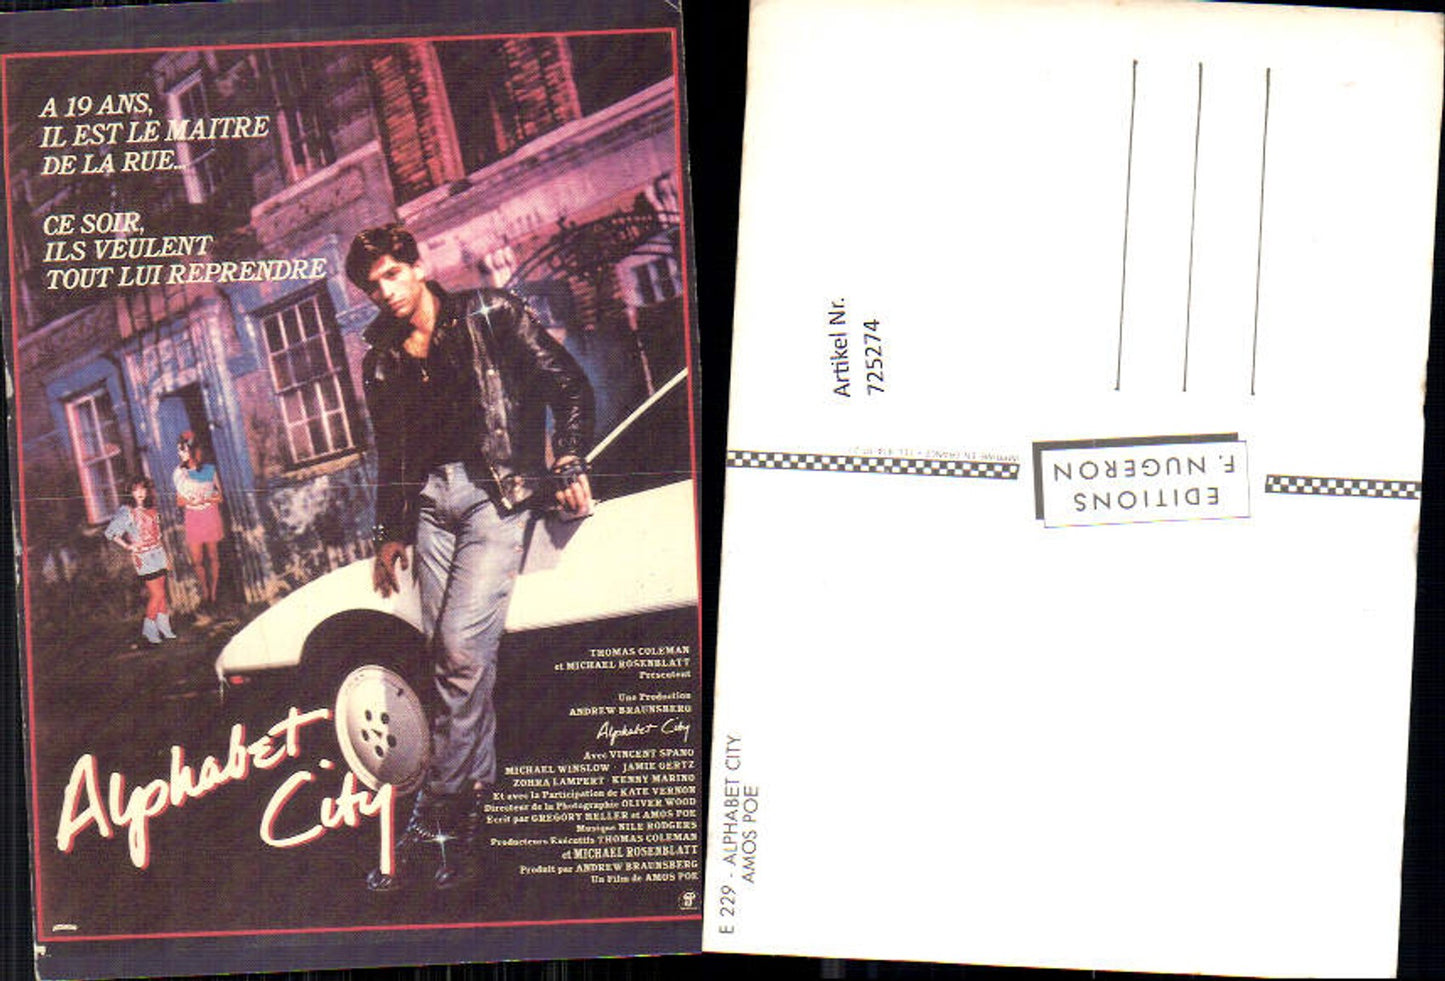 A 19 ANS,
IL EST LE MAITRE
DE LA RUE...
CE SOIR,
ILS VEULENT
TOUT LUI REPRENDRE
THOMAS COLEMAN
et MICHAEL ROSENBLATT
Présentent
Une Production
ANDREW BRAUNSBERG
Alphabet City
Avec VINCENT SPANO
MICHAEL WINSLOW · JAMIE GERTZ
ZOHRA LAMPERT · KENNY MARINO
Et avec la Participation de KATE VERNON
Directeur de la Photographie OLIVER WOOD
Ecrit par GREGORY HELLER et AMOS POE
Musique NILE RODGERS
Producteurs Exécutifs THOMAS COLEMAN
et MICHAEL ROSENBLATT
Produit par ANDREW BRAUNSBERG
Un Film de AMOS POE
Alphabet
City
Artikel Nr.
725274
EDITIONS
F. NUGERON
E 229 - ALPHABET CITY
AMOS POE